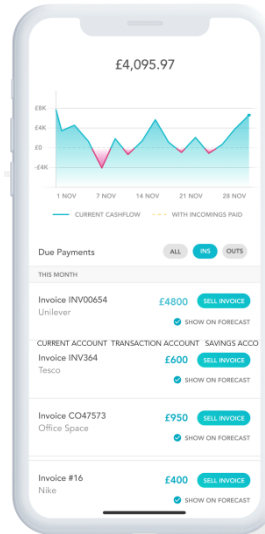 £4,095.97
£8K
£4K
£0
-£4K
1 NOV 7 NOV 14 NOV 21 NOV 28 NOV
CURRENT CASHFLOW WITH INCOMINGS PAID
Due Payments ALL INS OUTS
THIS MONTH
Invoice INV00654 £4800 SELL INVOICE
Unilever
SHOW ON FORECAST
CURRENT ACCOUNT TRANSACTION ACCOUNT SAVINGS ACCO
Invoice INV364 £600 SELL INVOICE
Tesco
SHOW ON FORECAST
Invoice CO47573 £950 SELL INVOICE
Office Space
SHOW ON FORECAST
Invoice #16 £400 SELL INVOICE
Nike
SHOW ON FORECAST